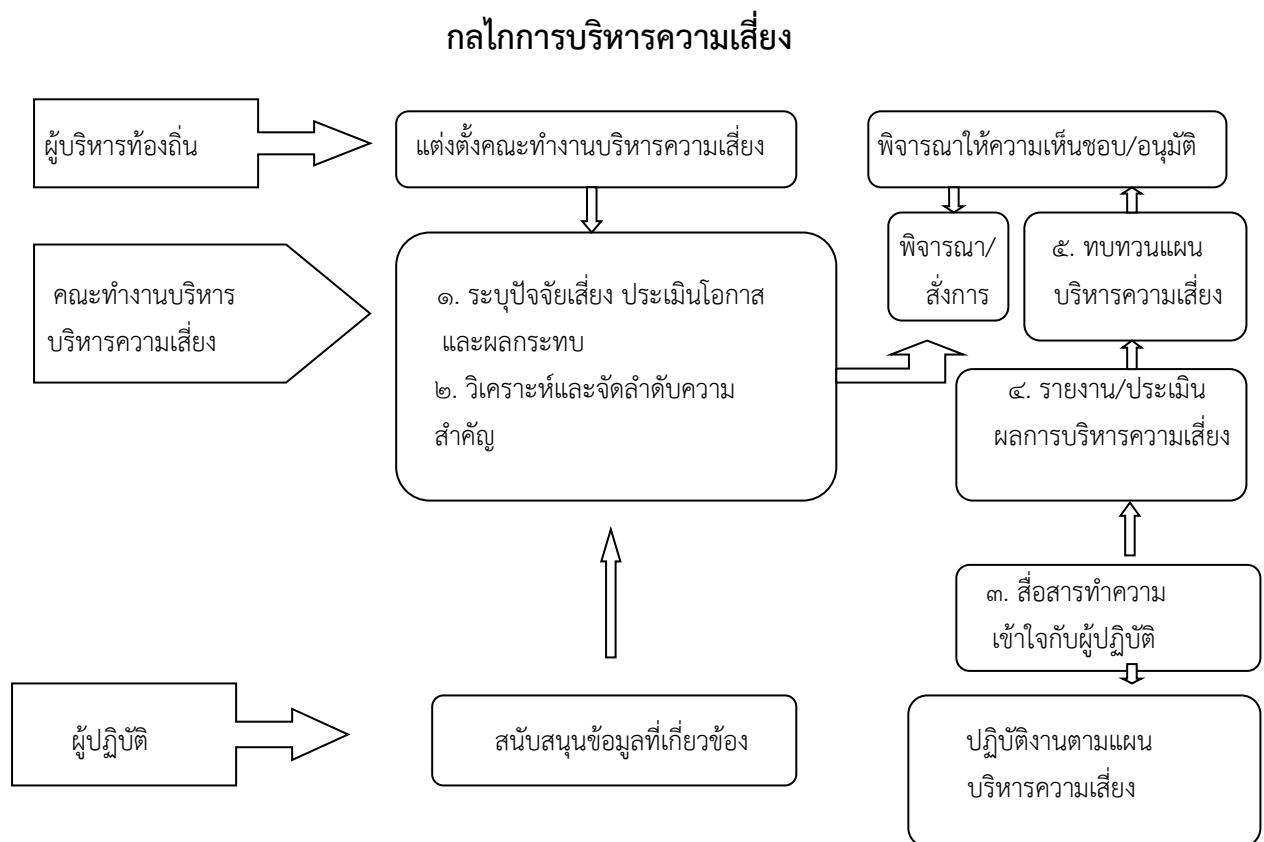 กลไกการบริหารความเสี่ยง
ผู้บริหารท้องถิ่น
แต่งตั้งคณะทำงานบริหารความเสี่ยง
พิจารณาให้ความเห็นชอบ/อนุมัติ
คณะทำงานบริหาร
บริหารความเสี่ยง
๑. ระบุปัจจัยเสี่ยง ประเมินโอกาส
และผลกระทบ
๒. วิเคราะห์และจัดลำดับความ
สำคัญ
พิจารณา/
สั่งการ
๕. ทบทวนแผน
บริหารความเสี่ยง
๔. รายงาน/ประเมิน
ผลการบริหารความเสี่ยง
๓. สื่อสารทำความ
เข้าใจกับผู้ปฏิบัติ
ผู้ปฏิบัติ
สนับสนุนข้อมูลที่เกี่ยวข้อง
ปฏิบัติงานตามแผน
บริหารความเสี่ยง